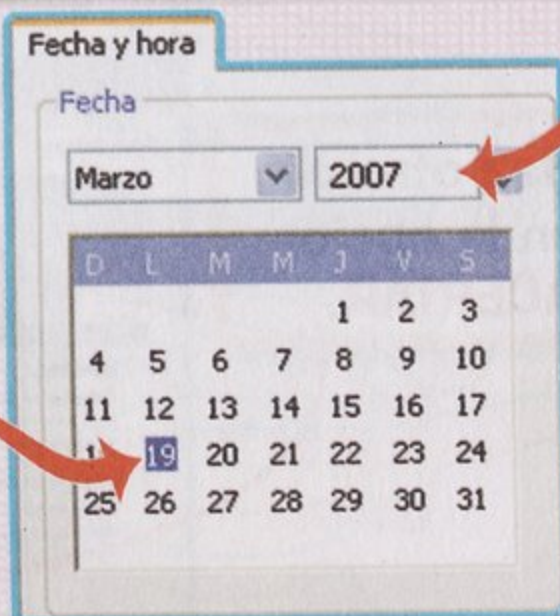 Fecha y hora
Fecha
Marzo 2007
D L M M J V S
1 2 3
4 5 6 7 8 9 10
11 12 13 14 15 16 17
19 20 21 22 23 24
25 26 27 28 29 30 31